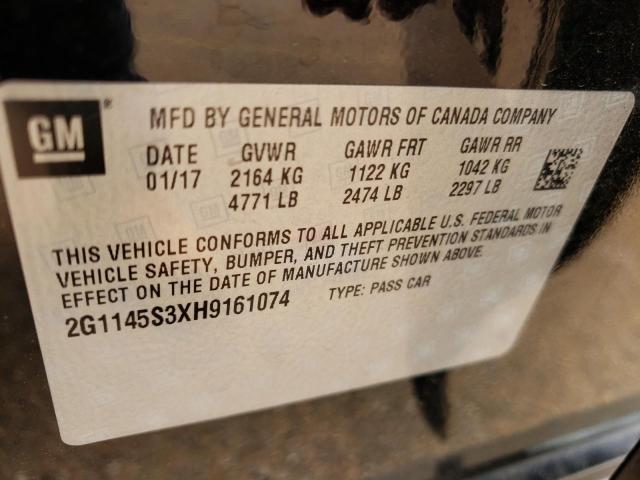 GM ®
MFD BY GENERAL MOTORS OF CANADA COMPANY
DATE GVWR GAWR FRT GAWR RR
01/17 2164 KG 1122 KG 1042 KG
4771 LB 2474 LB 2297 LB
THIS VEHICLE CONFORMS TO ALL APPLICABLE U.S. FEDERAL MOTOR
VEHICLE SAFETY, BUMPER, AND THEFT PREVENTION STANDARDS IN
EFFECT ON THE DATE OF MANUFACTURE SHOWN ABOVE.
2G1145S3XH9161074 TYPE: PASS CAR